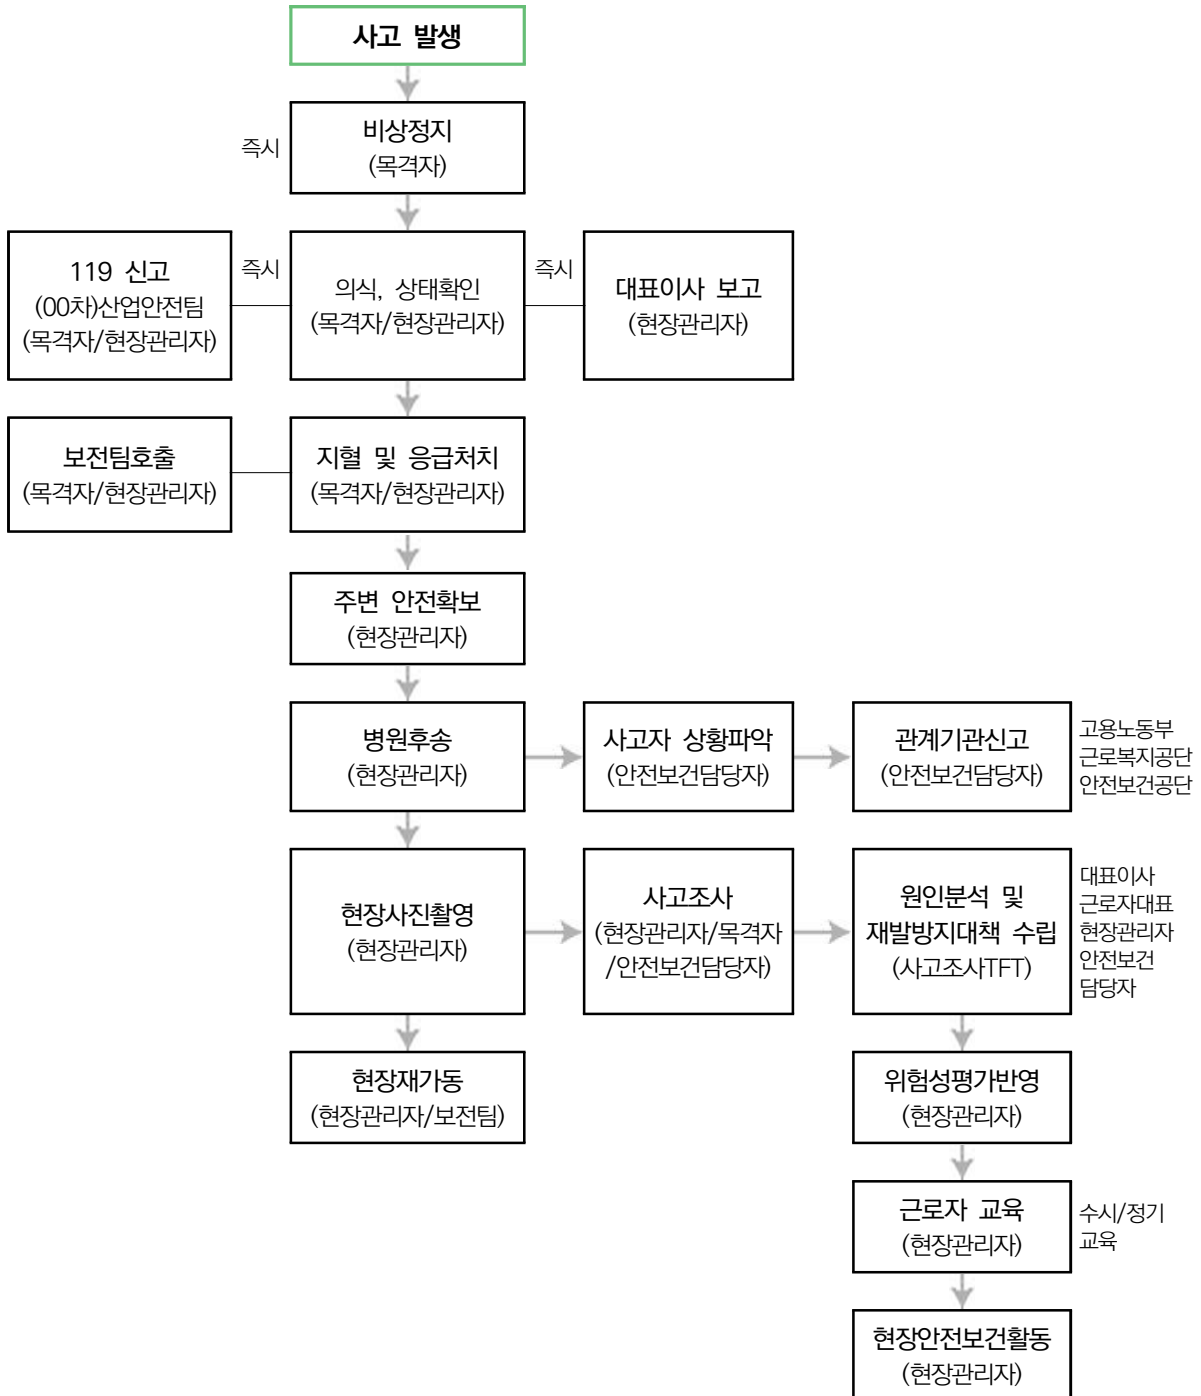 사고 발생
즉시
비상정지
(목격자)
119 신고
(00차)산업안전팀
(목격자/현장관리자)
즉시
의식, 상태확인
(목격자/현장관리자)
즉시
대표이사 보고
(현장관리자)
보전팀호출
(목격자/현장관리자)
지혈 및 응급처치
(목격자/현장관리자)
주변 안전확보
(현장관리자)
병원후송
(현장관리자)
사고자 상황파악
(안전보건담당자)
관계기관신고
(안전보건담당자)
고용노동부
근로복지공단
안전보건공단
현장사진촬영
(현장관리자)
사고조사
(현장관리자/목격자
/안전보건담당자)
원인분석 및
재발방지대책 수립
(사고조사TFT)
대표이사
근로자대표
현장관리자
안전보건
담당자
현장재가동
(현장관리자/보전팀)
위험성평가반영
(현장관리자)
근로자 교육
(현장관리자)
수시/정기
교육
현장안전보건활동
(현장관리자)